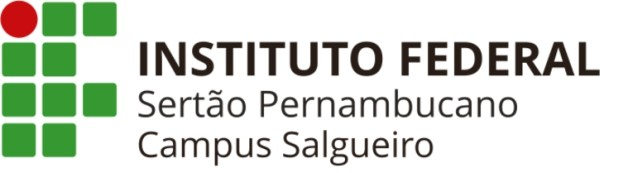 INSTITUTO FEDERAL
Sertão Pernambucano
Campus Salgueiro